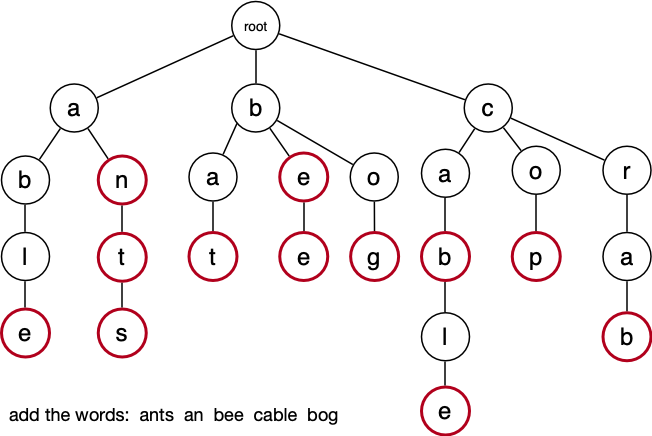 root
a b c
b n a e o a o r
l t t e g b p a
e s l b
e
add the words: ants an bee cable bog